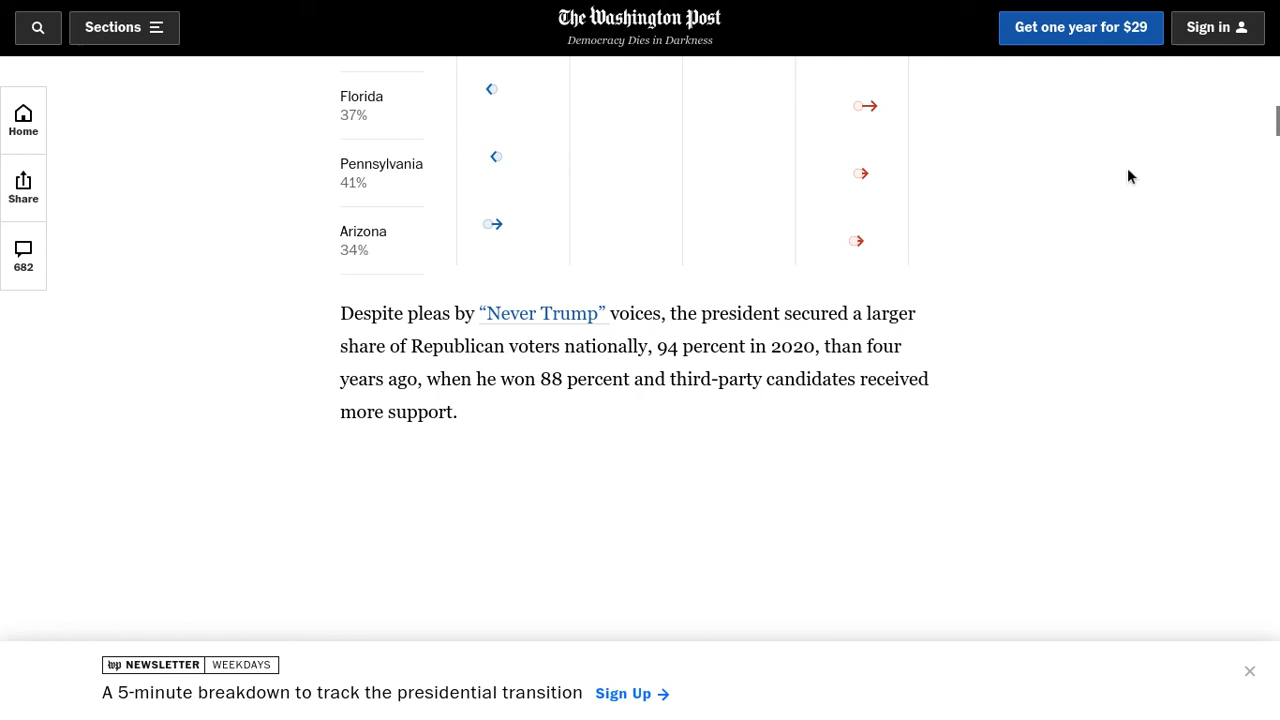 Sections
The Washington Post
Democracy Dies in Darkness
Get one year for $29
Sign in
Home
Share
682
Florida
37%
Pennsylvania
41%
Arizona
34%
Despite pleas by “Never Trump” voices, the president secured a larger
share of Republican voters nationally, 94 percent in 2020, than four
years ago, when he won 88 percent and third-party candidates received
more support.
wp NEWSLETTER WEEKDAYS
A 5-minute breakdown to track the presidential transition Sign Up →